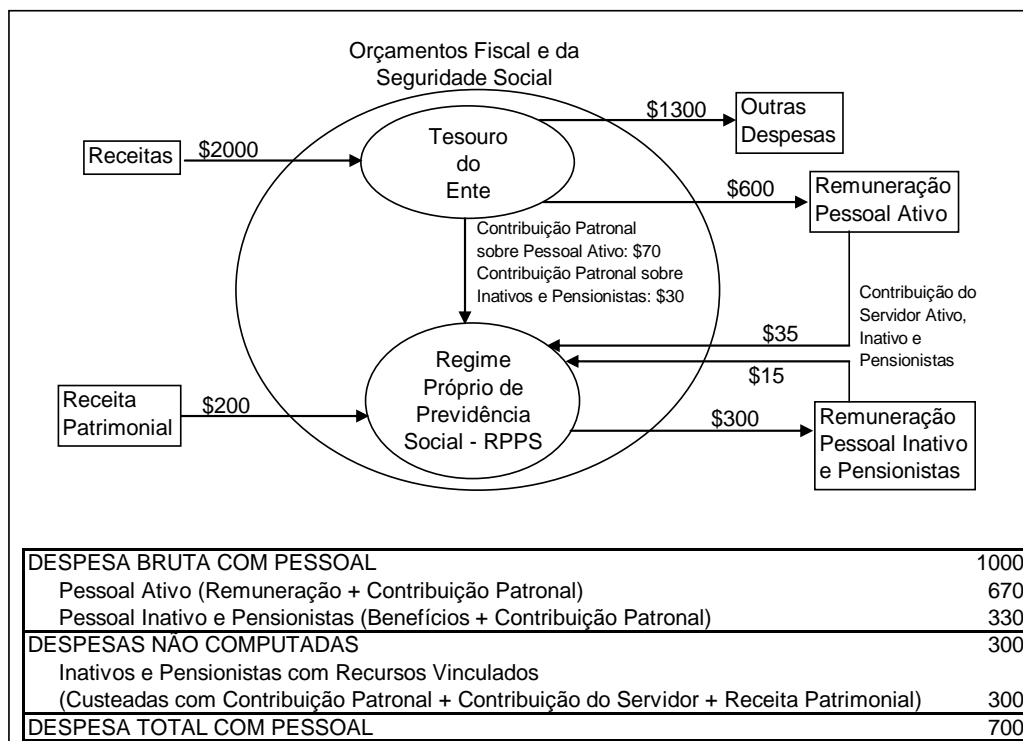 Orçamentos Fiscal e da
Seguridade Social
Receitas
$2000
Tesouro
do
Ente
$1300
Outras
Despesas
$600
Remuneração
Pessoal Ativo
Contribuição Patronal
sobre Pessoal Ativo: $70
Contribuição Patronal sobre
Inativos e Pensionistas: $30
Contribuição do
Servidor Ativo,
Inativo e
Pensionistas
$35
$15
Receita
Patrimonial
$200
Regime
Próprio de
Previdência
Social - RPPS
$300
Remuneração
Pessoal Inativo
e Pensionistas
DESPESA BRUTA COM PESSOAL 1000
Pessoal Ativo (Remuneração + Contribuição Patronal) 670
Pessoal Inativo e Pensionistas (Benefícios + Contribuição Patronal) 330
DESPESAS NÃO COMPUTADAS 300
Inativos e Pensionistas com Recursos Vinculados
(Custeadas com Contribuição Patronal + Contribuição do Servidor + Receita Patrimonial) 300
DESPESA TOTAL COM PESSOAL 700